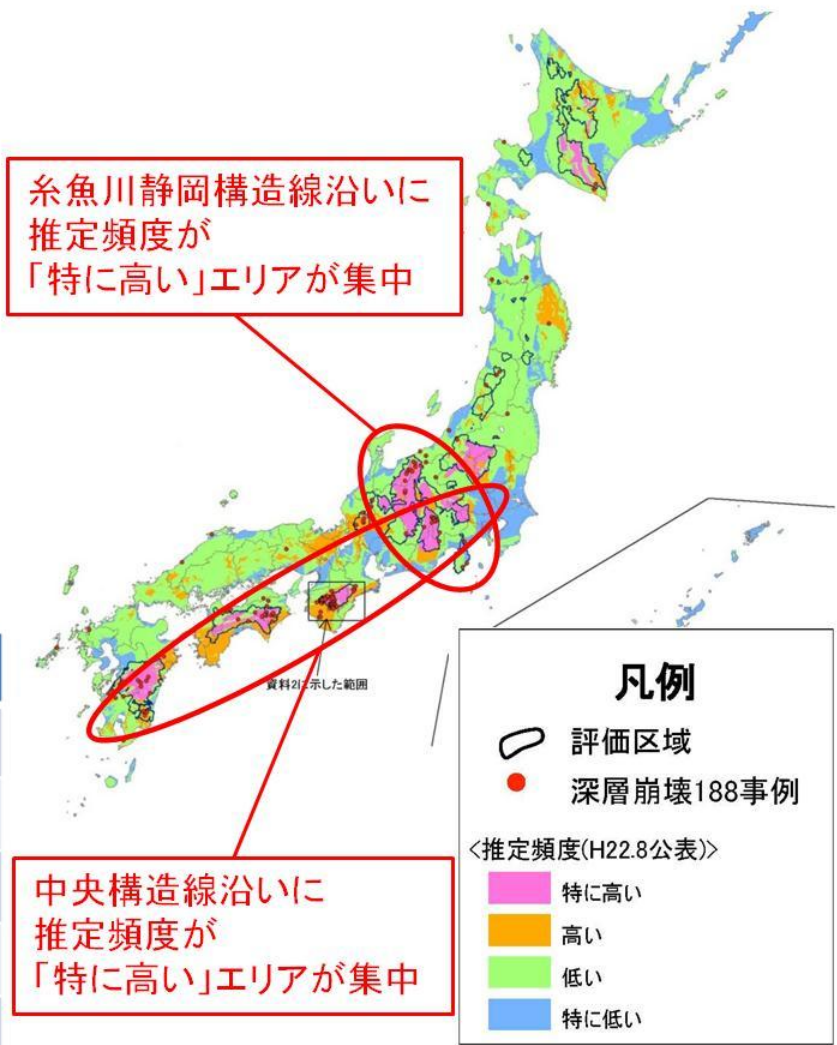 糸魚川静岡構造線沿いに
推定頻度が
「特に高い」エリアが集中
資料2に示した範囲
中央構造線沿いに
推定頻度が
「特に高い」エリアが集中
凡例
評価区域
深層崩壊188事例
<推定頻度(H22.8公表)>
特に高い
高い
低い
特に低い